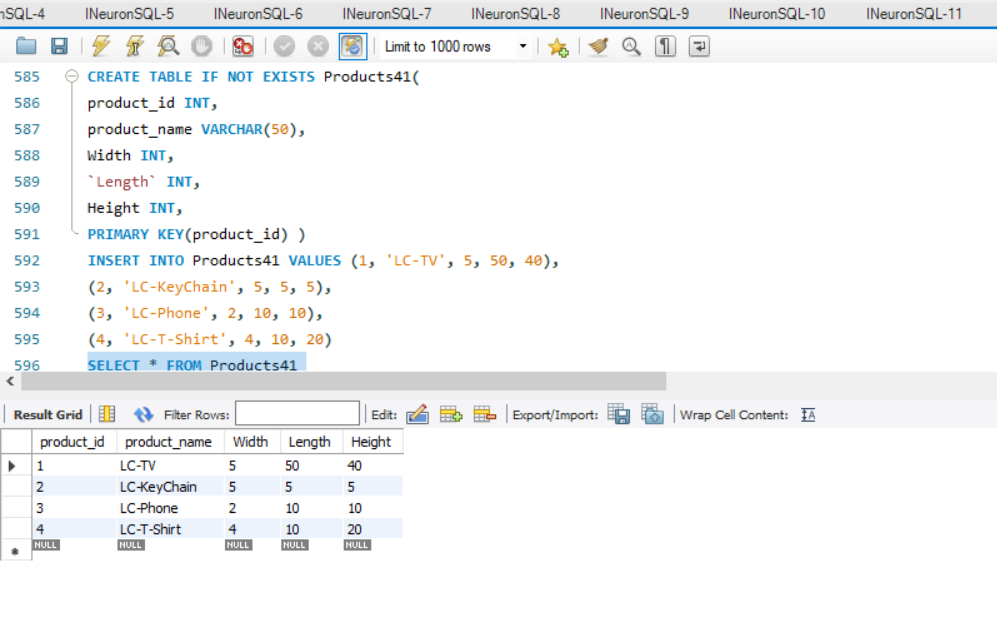 nSQL-4 INeuronSQL-5 INeuronSQL-6 INeuronSQL-7 INeuronSQL-8 INeuronSQL-9 INeuronSQL-10 INeuronSQL-11
Limit to 1000 rows
585 CREATE TABLE IF NOT EXISTS Products41(
586 product_id INT,
587 product_name VARCHAR(50),
588 Width INT,
589 `Length` INT,
590 Height INT,
591 PRIMARY KEY(product_id) )
592 INSERT INTO Products41 VALUES (1, 'LC-TV', 5, 50, 40),
593 (2, 'LC-KeyChain', 5, 5, 5),
594 (3, 'LC-Phone', 2, 10, 10),
595 (4, 'LC-T-Shirt', 4, 10, 20)
596 SELECT * FROM Products41
Result Grid Filter Rows: Edit: Export/Import: Wrap Cell Content:
product_id product_name Width Length Height
1 LC-TV 5 50 40
2 LC-KeyChain 5 5 5
3 LC-Phone 2 10 10
4 LC-T-Shirt 4 10 20
NULL NULL NULL NULL NULL